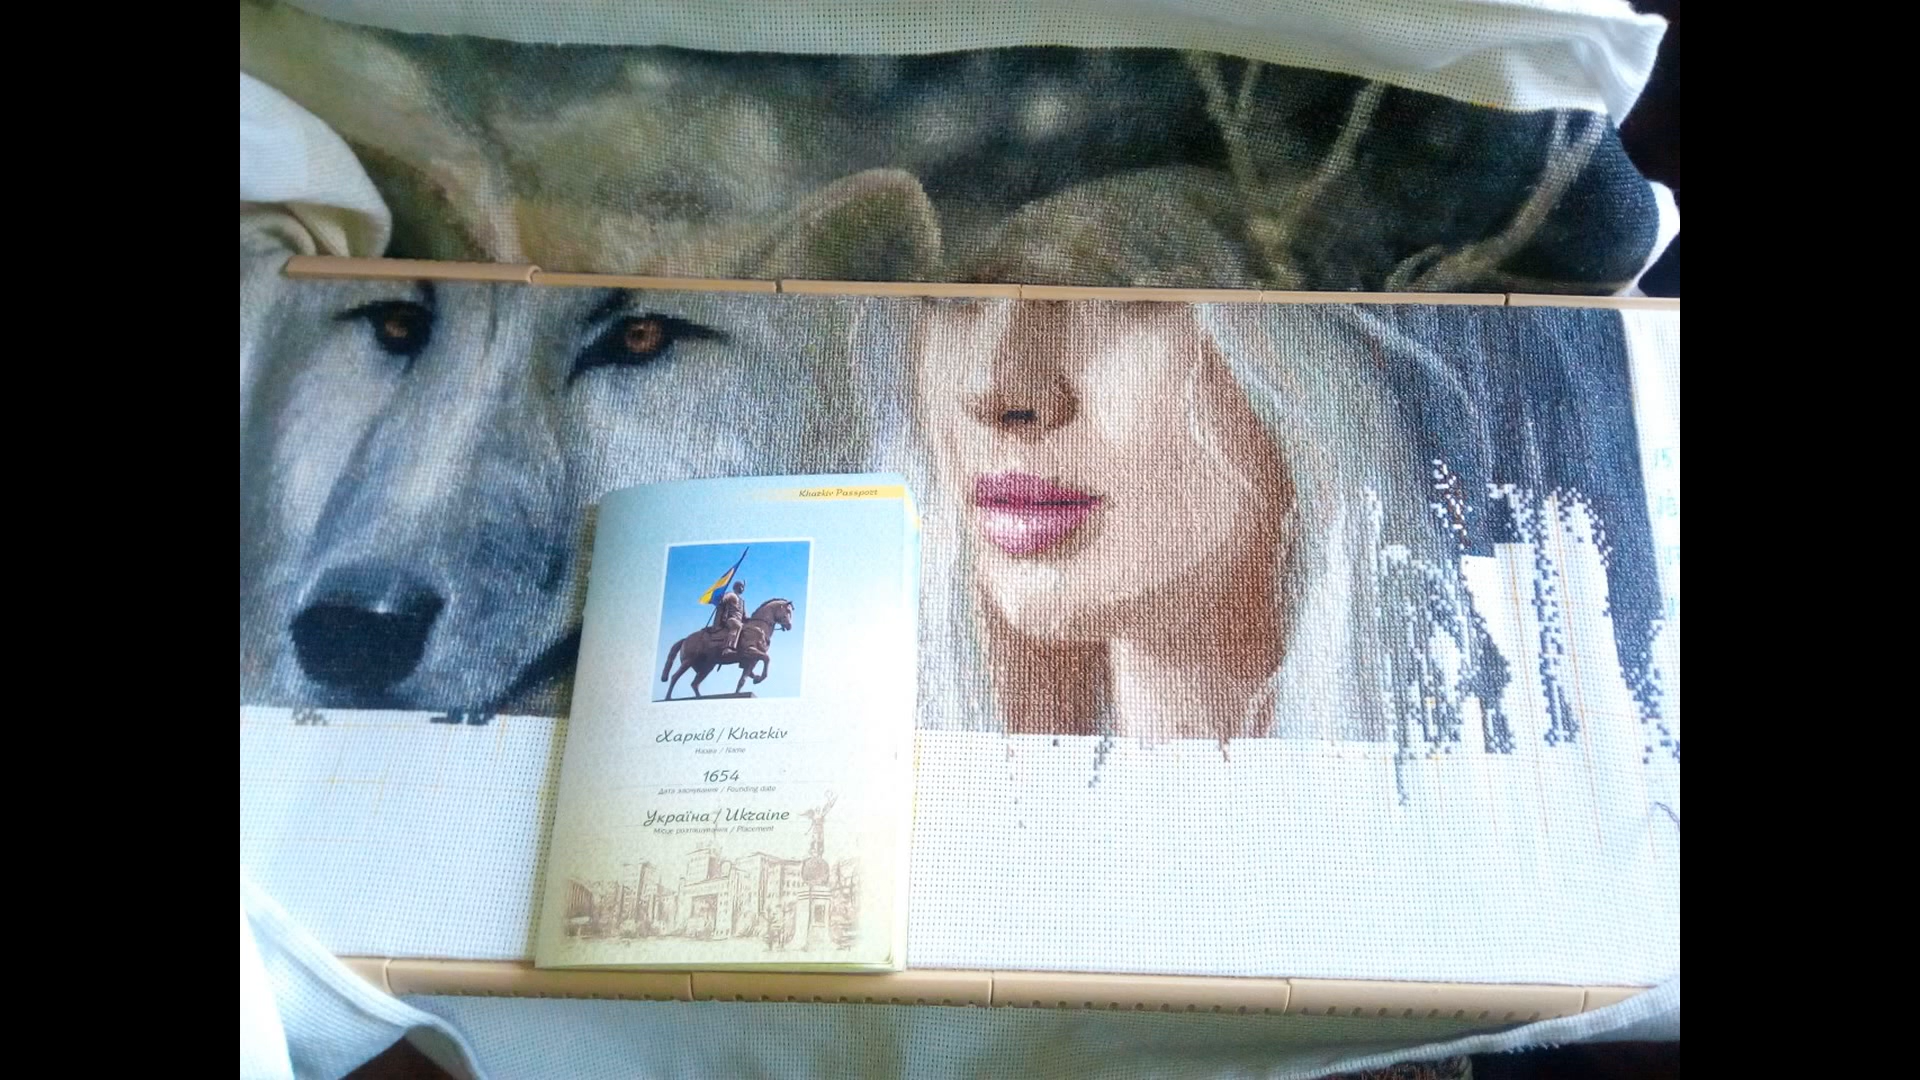 Kharkiv Passport
Харків / Kharkiv
Назва / Name
1654
Дата заснування / Founding date
Україна / Ukraine
Місце розташування / Placement